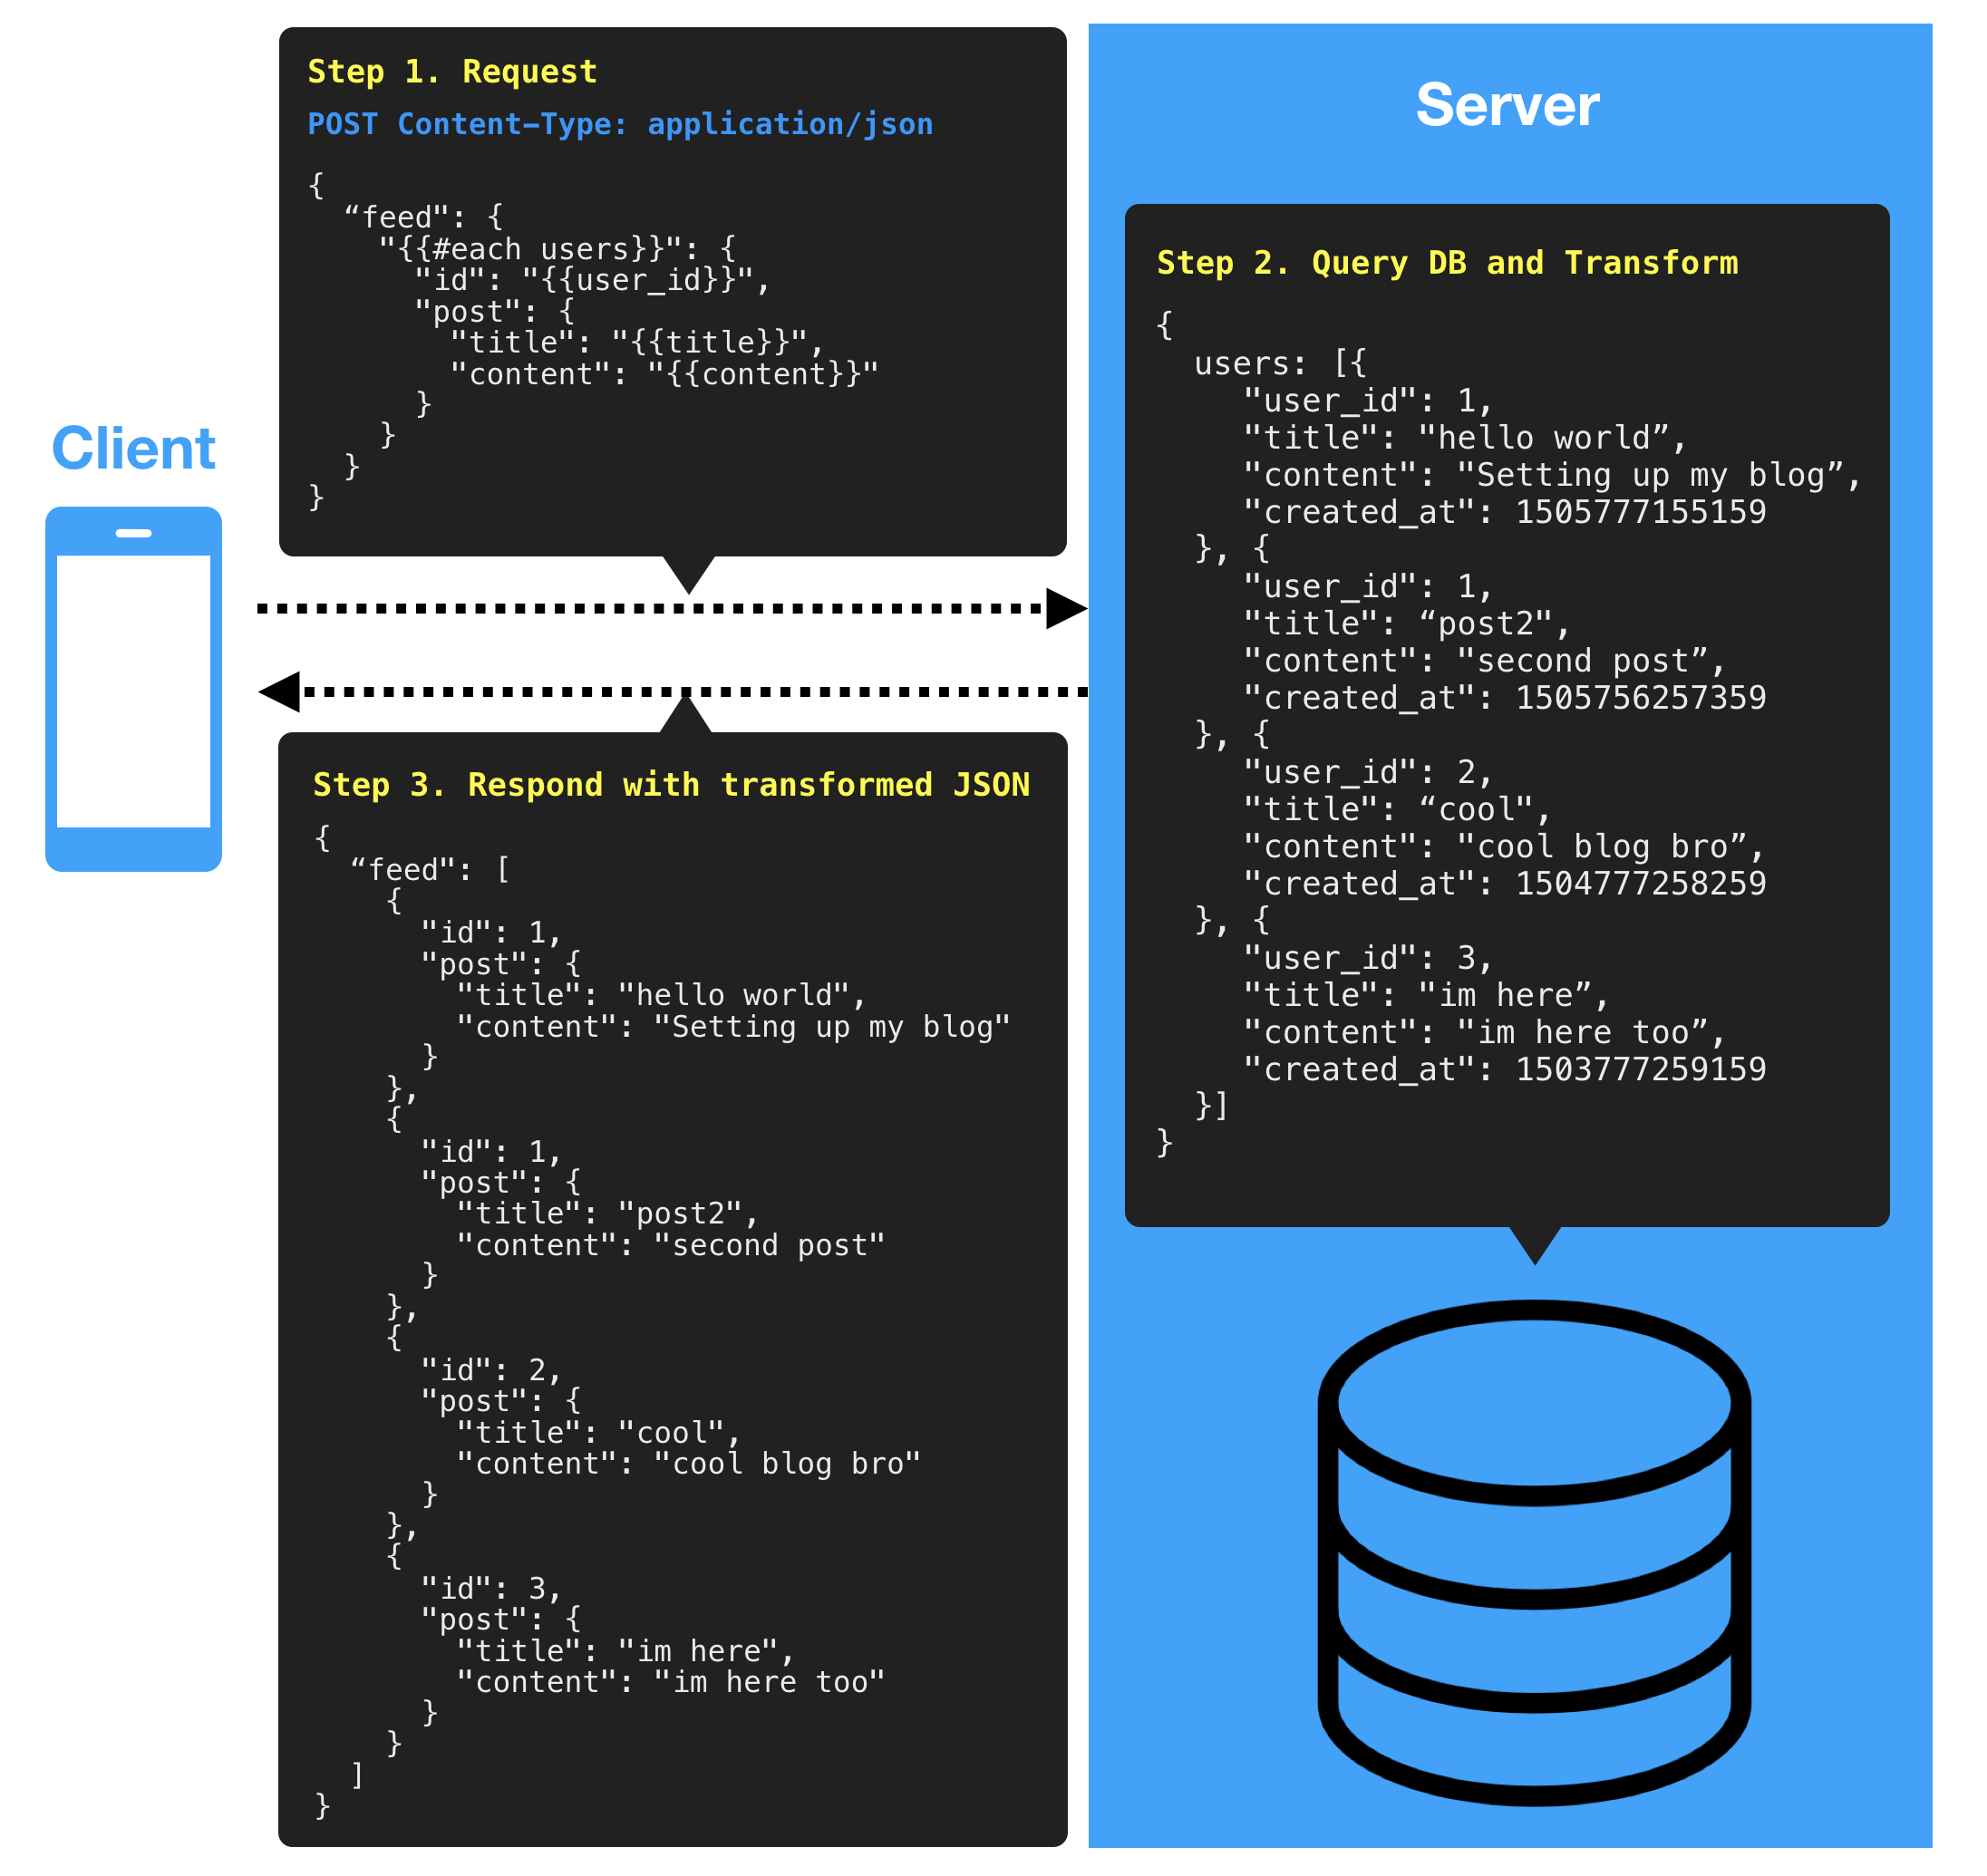 Client
Step 1. Request
POST Content-Type: application/json
{
  “feed": {
    "{{#each users}}": {
      "id": "{{user_id}}",
      "post": {
        "title": "{{title}}",
        "content": "{{content}}"
      }
    }
  }
}
Server
Step 2. Query DB and Transform
{
  users: [{
    "user_id": 1,
    "title": "hello world”,
    "content": "Setting up my blog”,
    "created_at": 1505777155159
  }, {
    "user_id": 1,
    "title": “post2",
    "content": "second post”,
    "created_at": 1505756257359
  }, {
    "user_id": 2,
    "title": “cool",
    "content": "cool blog bro”,
    "created_at": 1504777258259
  }, {
    "user_id": 3,
    "title": "im here”,
    "content": "im here too”,
    "created_at": 1503777259159
  }]
}
Step 3. Respond with transformed JSON
{
  “feed": [
    {
      "id": 1,
      "post": {
        "title": "hello world",
        "content": "Setting up my blog"
      }
    },
    {
      "id": 1,
      "post": {
        "title": "post2",
        "content": "second post"
      }
    },
    {
      "id": 2,
      "post": {
        "title": "cool",
        "content": "cool blog bro"
      }
    },
    {
      "id": 3,
      "post": {
        "title": "im here",
        "content": "im here too"
      }
    }
  ]
}